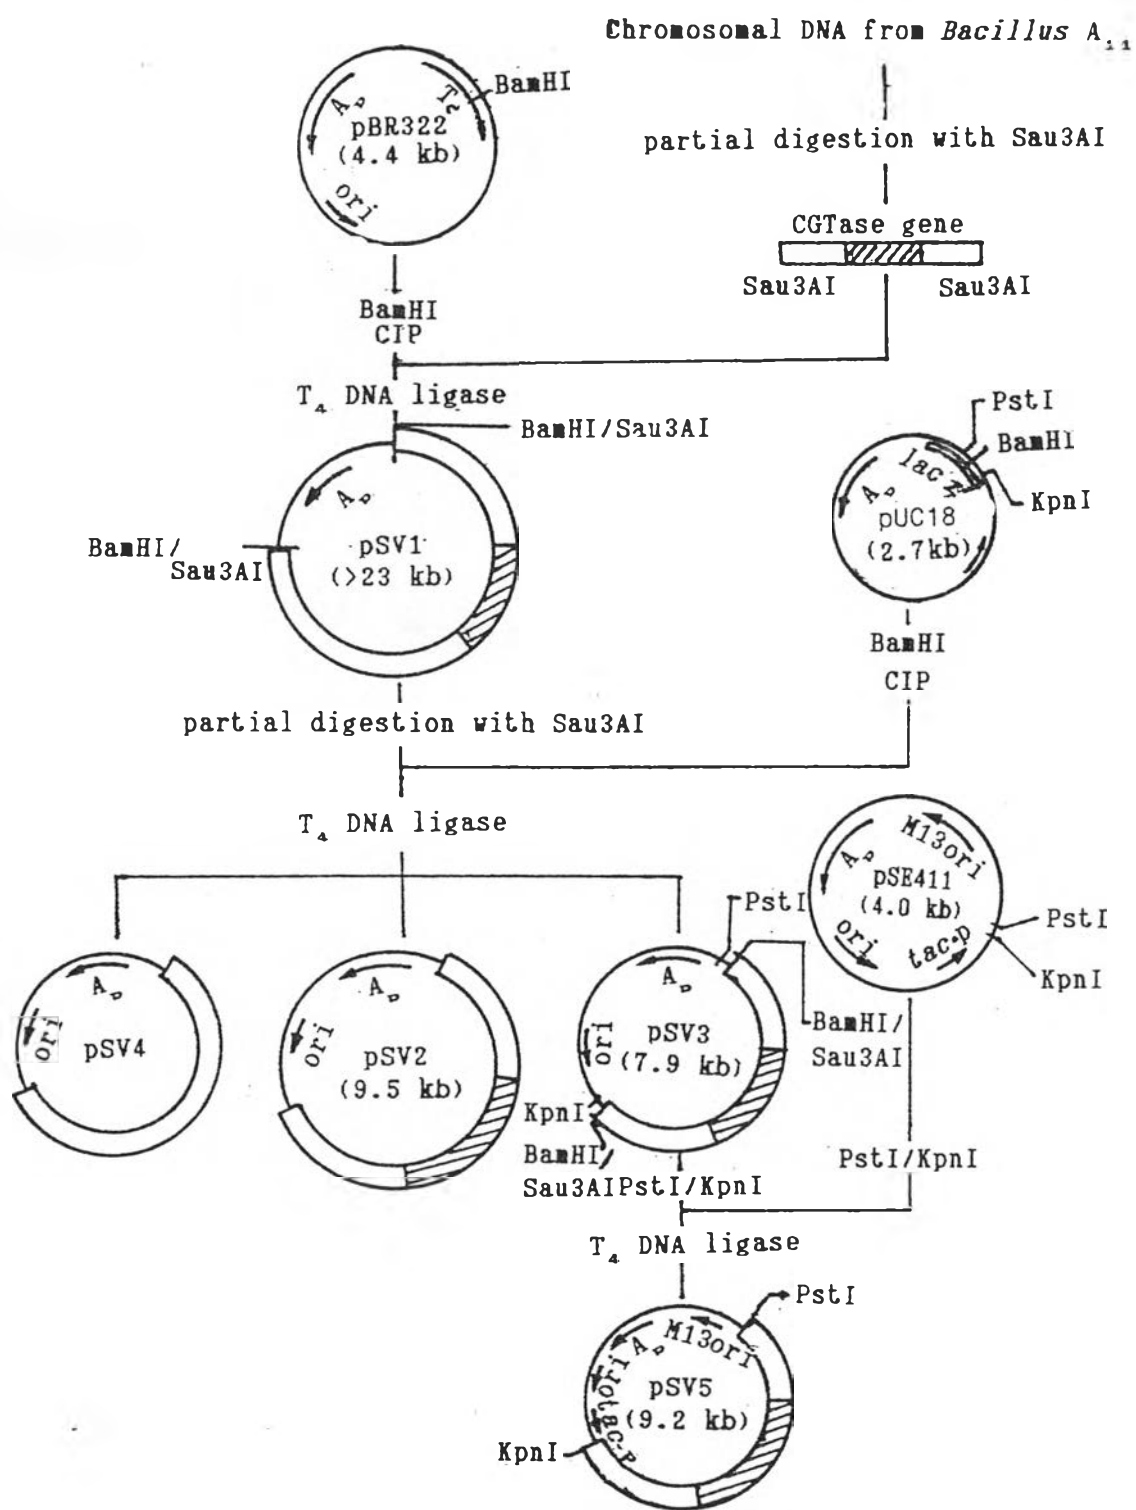 Chromosomal DNA from Bacillus A₁₁
BamHI
Ap
Tc
pBR322
(4.4 kb)
ori
partial digestion with Sau3AI
CGTase gene
Sau3AI
Sau3AI
BamHI
CIP
T₄ DNA ligase
BamHI/Sau3AI
Ap
pSV1
(>23 kb)
BamHI/
Sau3AI
PstI
BamHI
KpnI
lac Z
Ap
pUC18
(2.7kb)
BamHI
CIP
partial digestion with Sau3AI
T₄ DNA ligase
M13ori
Ap
pSE411
(4.0 kb)
ori
tac-p
PstI
KpnI
Ap
ori
pSV4
Ap
ori
pSV2
(9.5 kb)
PstI
Ap
ori
pSV3
(7.9 kb)
BamHI/
Sau3AI
KpnI
BamHI/
Sau3AI
PstI/KpnI
PstI/KpnI
T₄ DNA ligase
PstI
M13ori
Ap
ori
tac-p
pSV5
(9.2 kb)
KpnI